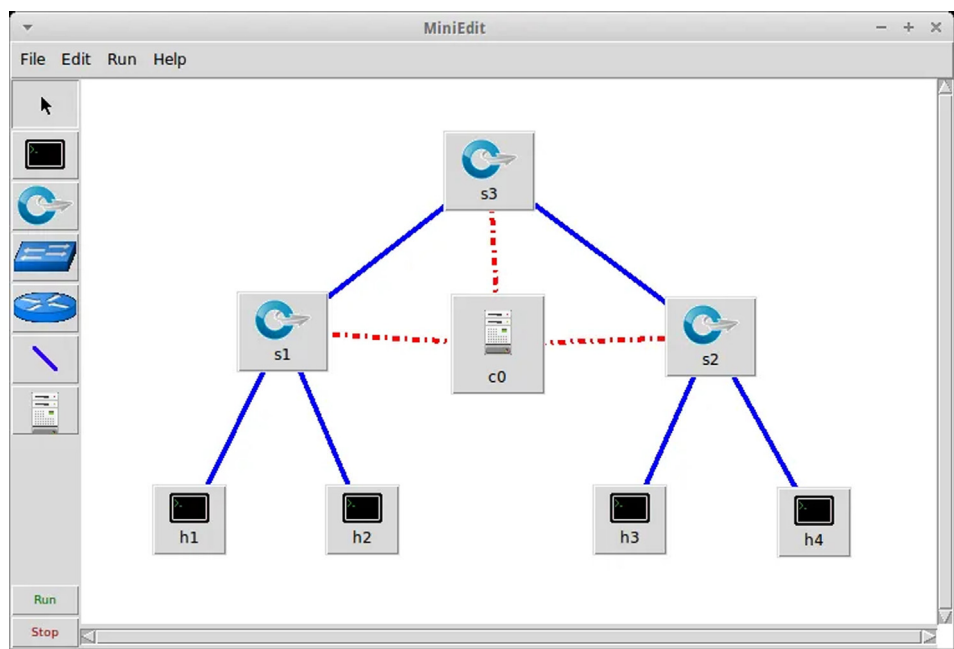 MiniEdit
File Edit Run Help
s3
s1
c0
s2
h1
h2
h3
h4
Run
Stop